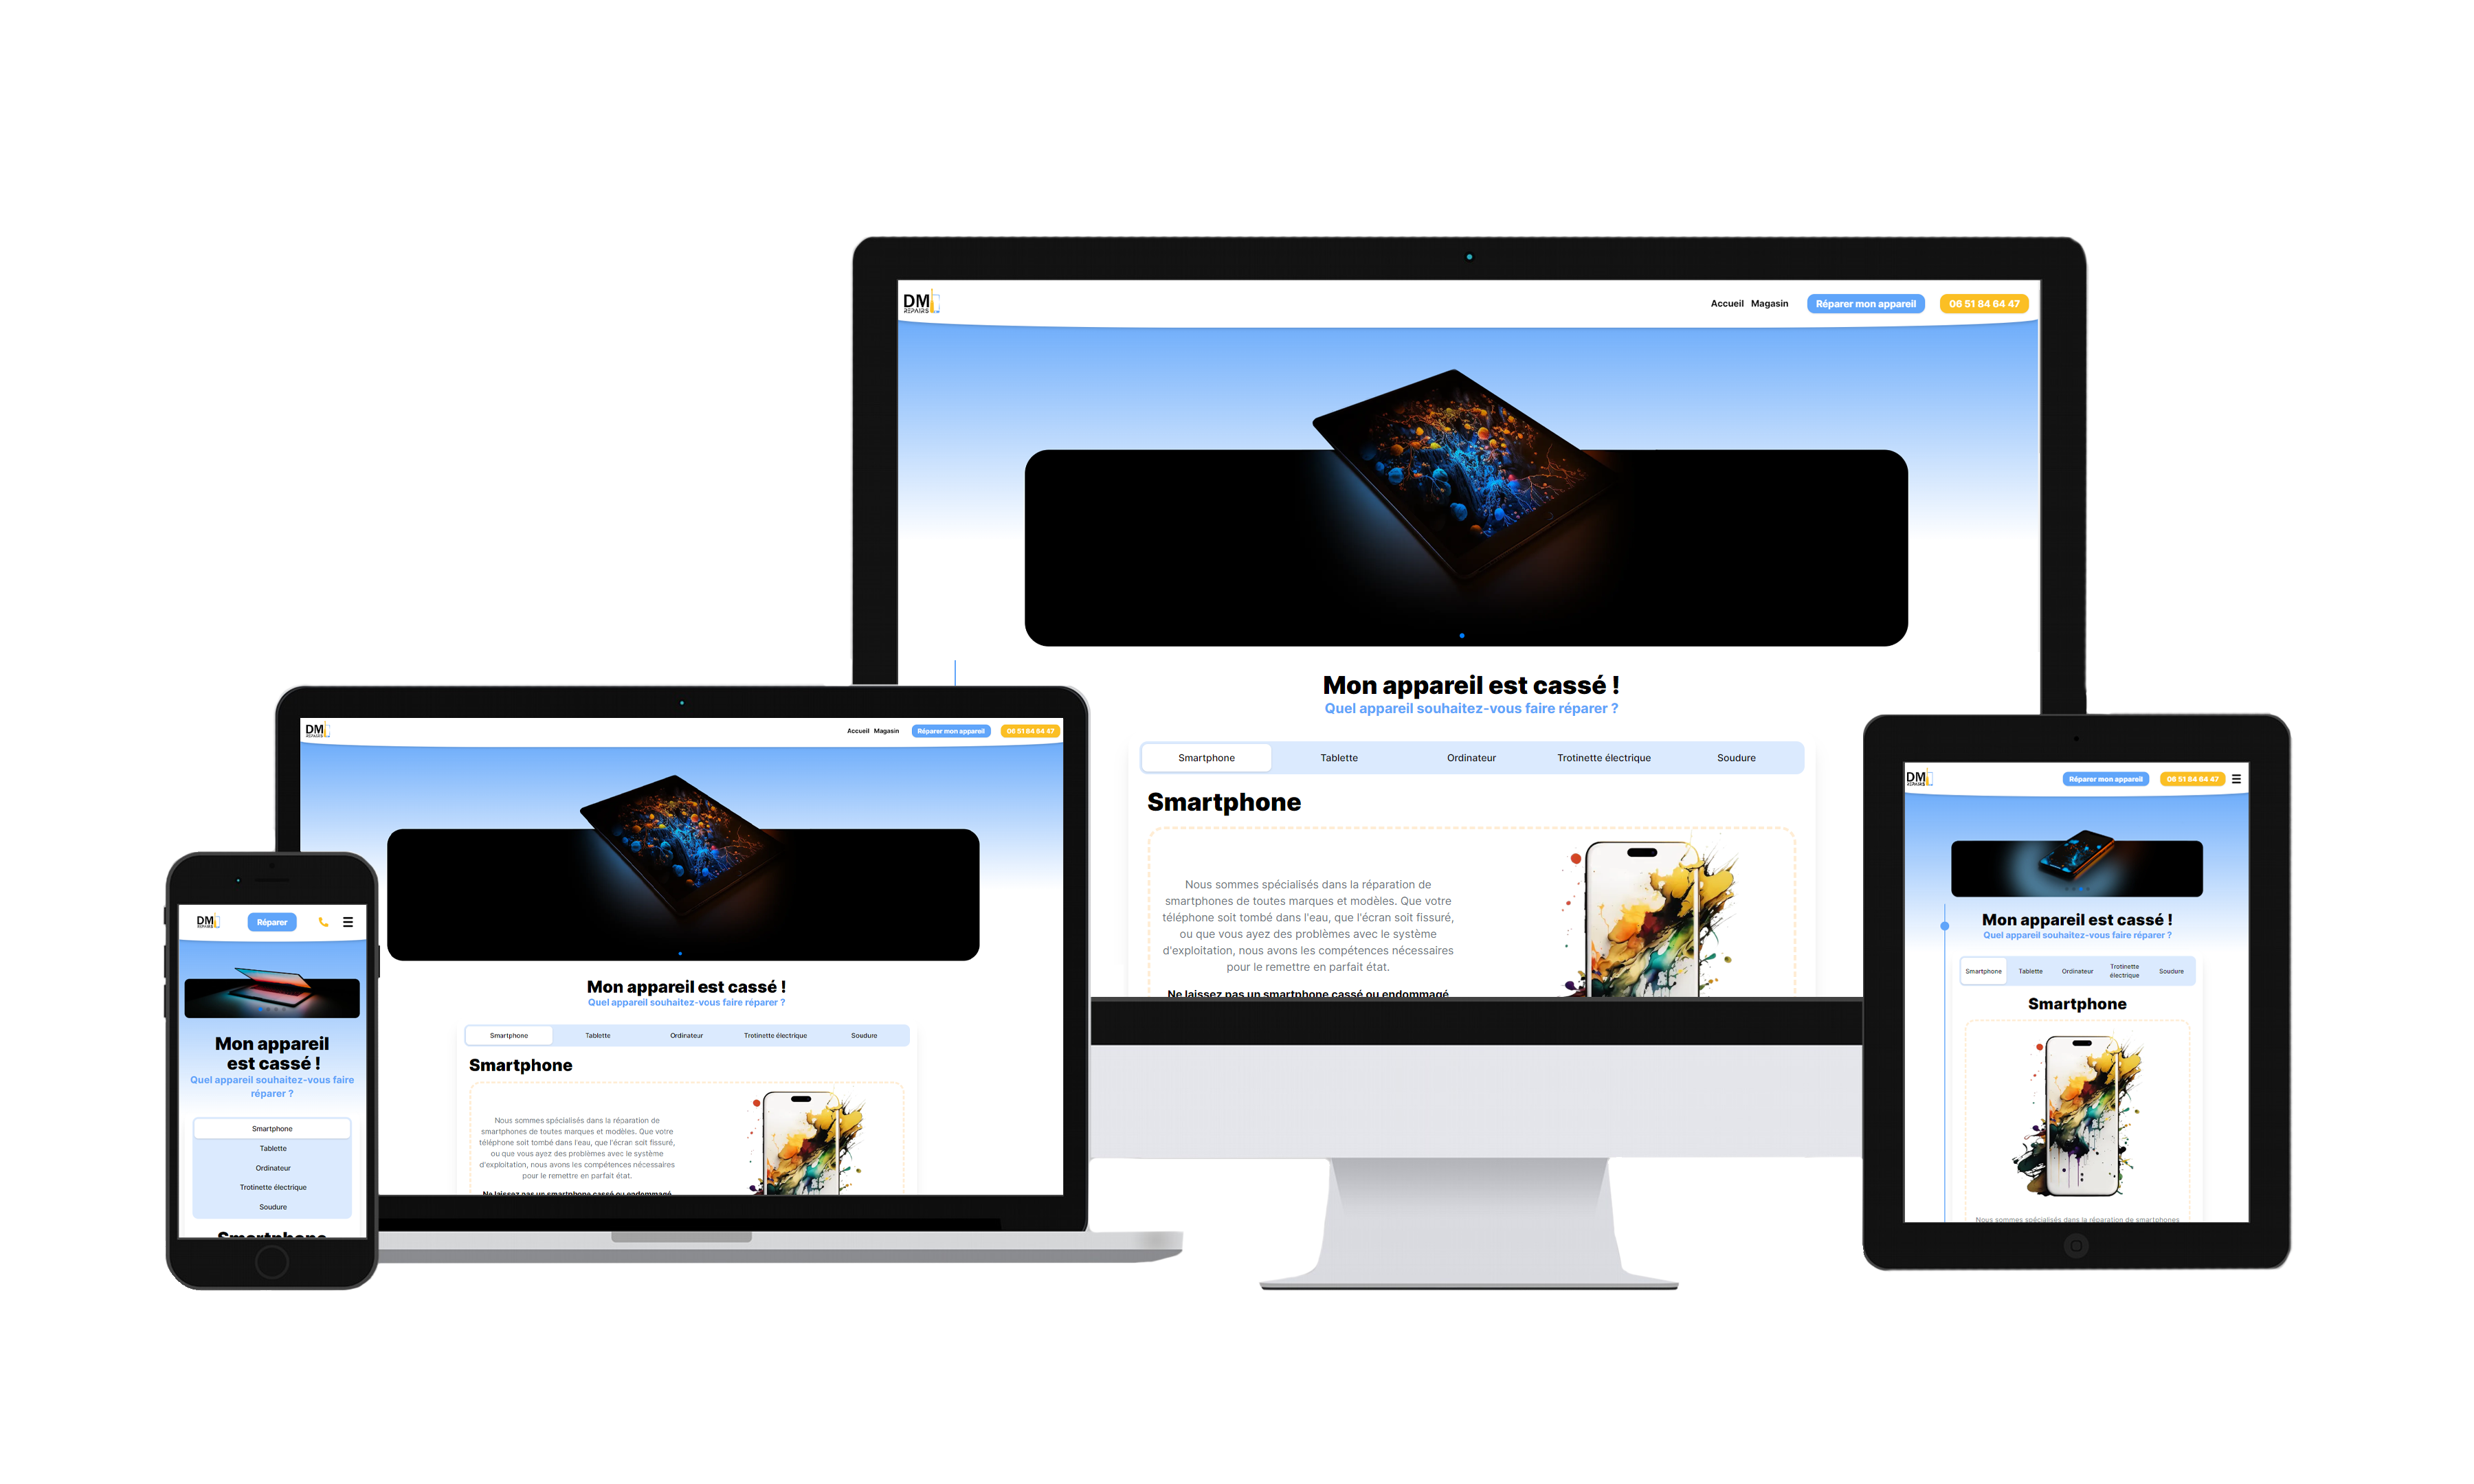 DM
REPAIRS
Accueil Magasin Réparer mon appareil 06 51 84 64 47
Mon appareil est cassé !
Quel appareil souhaitez-vous faire réparer ?
Smartphone Tablette Ordinateur Trotinette électrique Soudure
Smartphone
Nous sommes spécialisés dans la réparation de
smartphones de toutes marques et modèles. Que votre
téléphone soit tombé dans l'eau, que l'écran soit fissuré,
ou que vous ayez des problèmes avec le système
d'exploitation, nous avons les compétences nécessaires
pour le remettre en parfait état.
Ne laissez pas un smartphone cassé ou endommagé
DM
REPAIRS
Accueil Magasin Réparer mon appareil 06 51 84 64 47
Mon appareil est cassé !
Quel appareil souhaitez-vous faire réparer ?
Smartphone Tablette Ordinateur Trotinette électrique Soudure
Smartphone
Nous sommes spécialisés dans la réparation de
smartphones de toutes marques et modèles. Que votre
téléphone soit tombé dans l'eau, que l'écran soit fissuré,
ou que vous ayez des problèmes avec le système
d'exploitation, nous avons les compétences nécessaires
pour le remettre en parfait état.
Ne laissez pas un smartphone cassé ou endommagé
DM
REPAIRS
Réparer
Mon appareil
est cassé !
Quel appareil souhaitez-vous faire
réparer ?
Smartphone
Tablette
Ordinateur
Trotinette électrique
Soudure
Smartphone
DM
REPAIRS
Réparer mon appareil 06 51 84 64 47
Mon appareil est cassé !
Quel appareil souhaitez-vous faire réparer ?
Smartphone Tablette Ordinateur Trotinette
électrique Soudure
Smartphone
Nous sommes spécialisés dans la réparation de smartphones